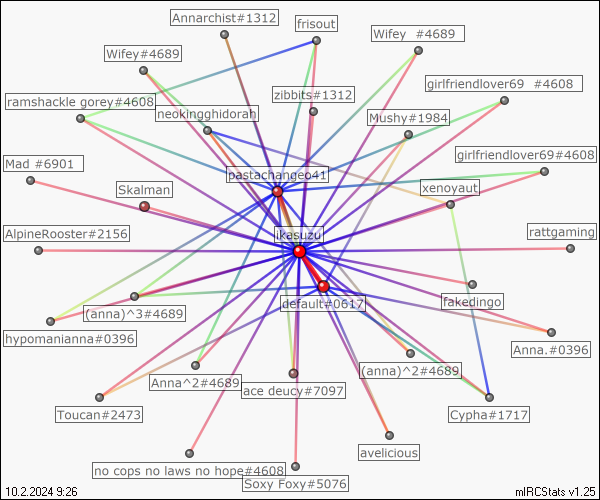 Annarchist#1312
frisout
Wifey #4689
Wifey#4689
girlfriendlover69 #4608
zibbits#1312
ramshackle gorey#4608
neokingghidorah
Mushy#1984
girlfriendlover69#4608
Mad #6901
pastachangeo41
xenoyaut
Skalman
AlpineRooster#2156
ikasuzu
rattgaming
default#0617
fakedingo
(anna)^3#4689
hypomanianna#0396
Anna.#0396
(anna)^2#4689
Anna^2#4689
ace deucy#7097
Toucan#2473
Cypha#1717
avelicious
no cops no laws no hope#4608
Soxy Foxy#5076
10.2.2024 9:26
mIRCStats v1.25